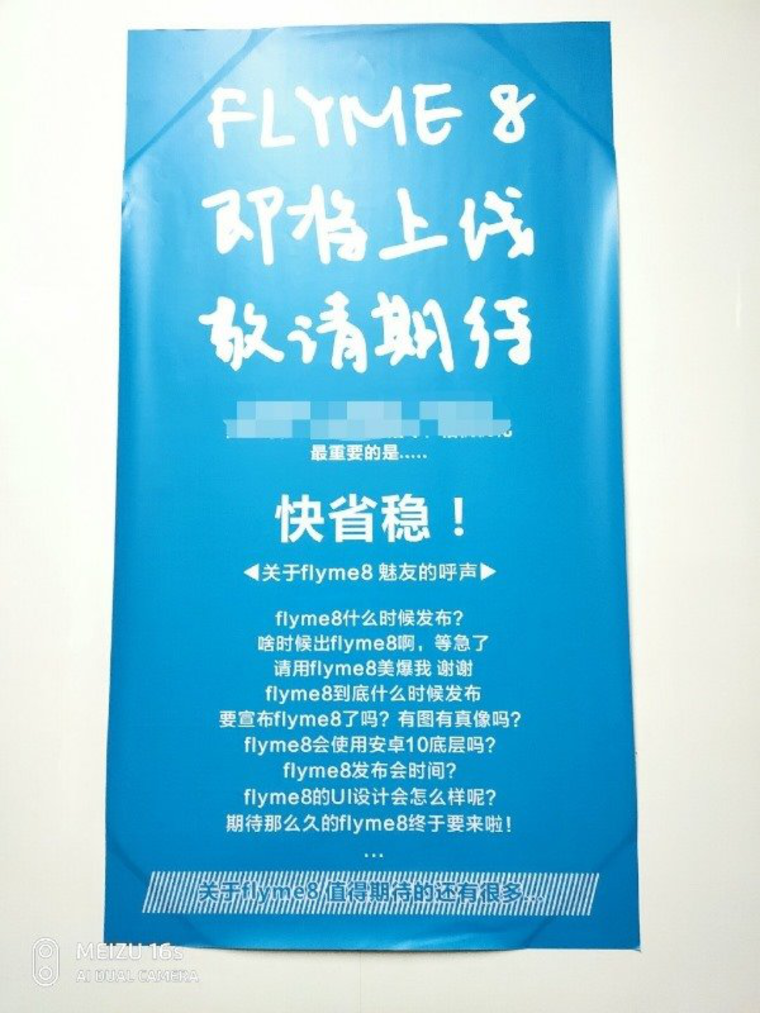 FLYME 8
即将上线
敬请期待
最重要的是.....
快省稳！
◀关于flyme8 魅友的呼声▶
flyme8什么时候发布？
啥时候出flyme8啊，等急了
请用flyme8美爆我 谢谢
flyme8到底什么时候发布
要宣布flyme8了吗？有图有真像吗？
flyme8会使用安卓10底层吗？
flyme8发布会时间？
flyme8的UI设计会怎么样呢？
期待那么久的flyme8终于要来啦！
...
关于flyme8 值得期待的还有很多...
MEIZU 16s
AI DUAL CAMERA